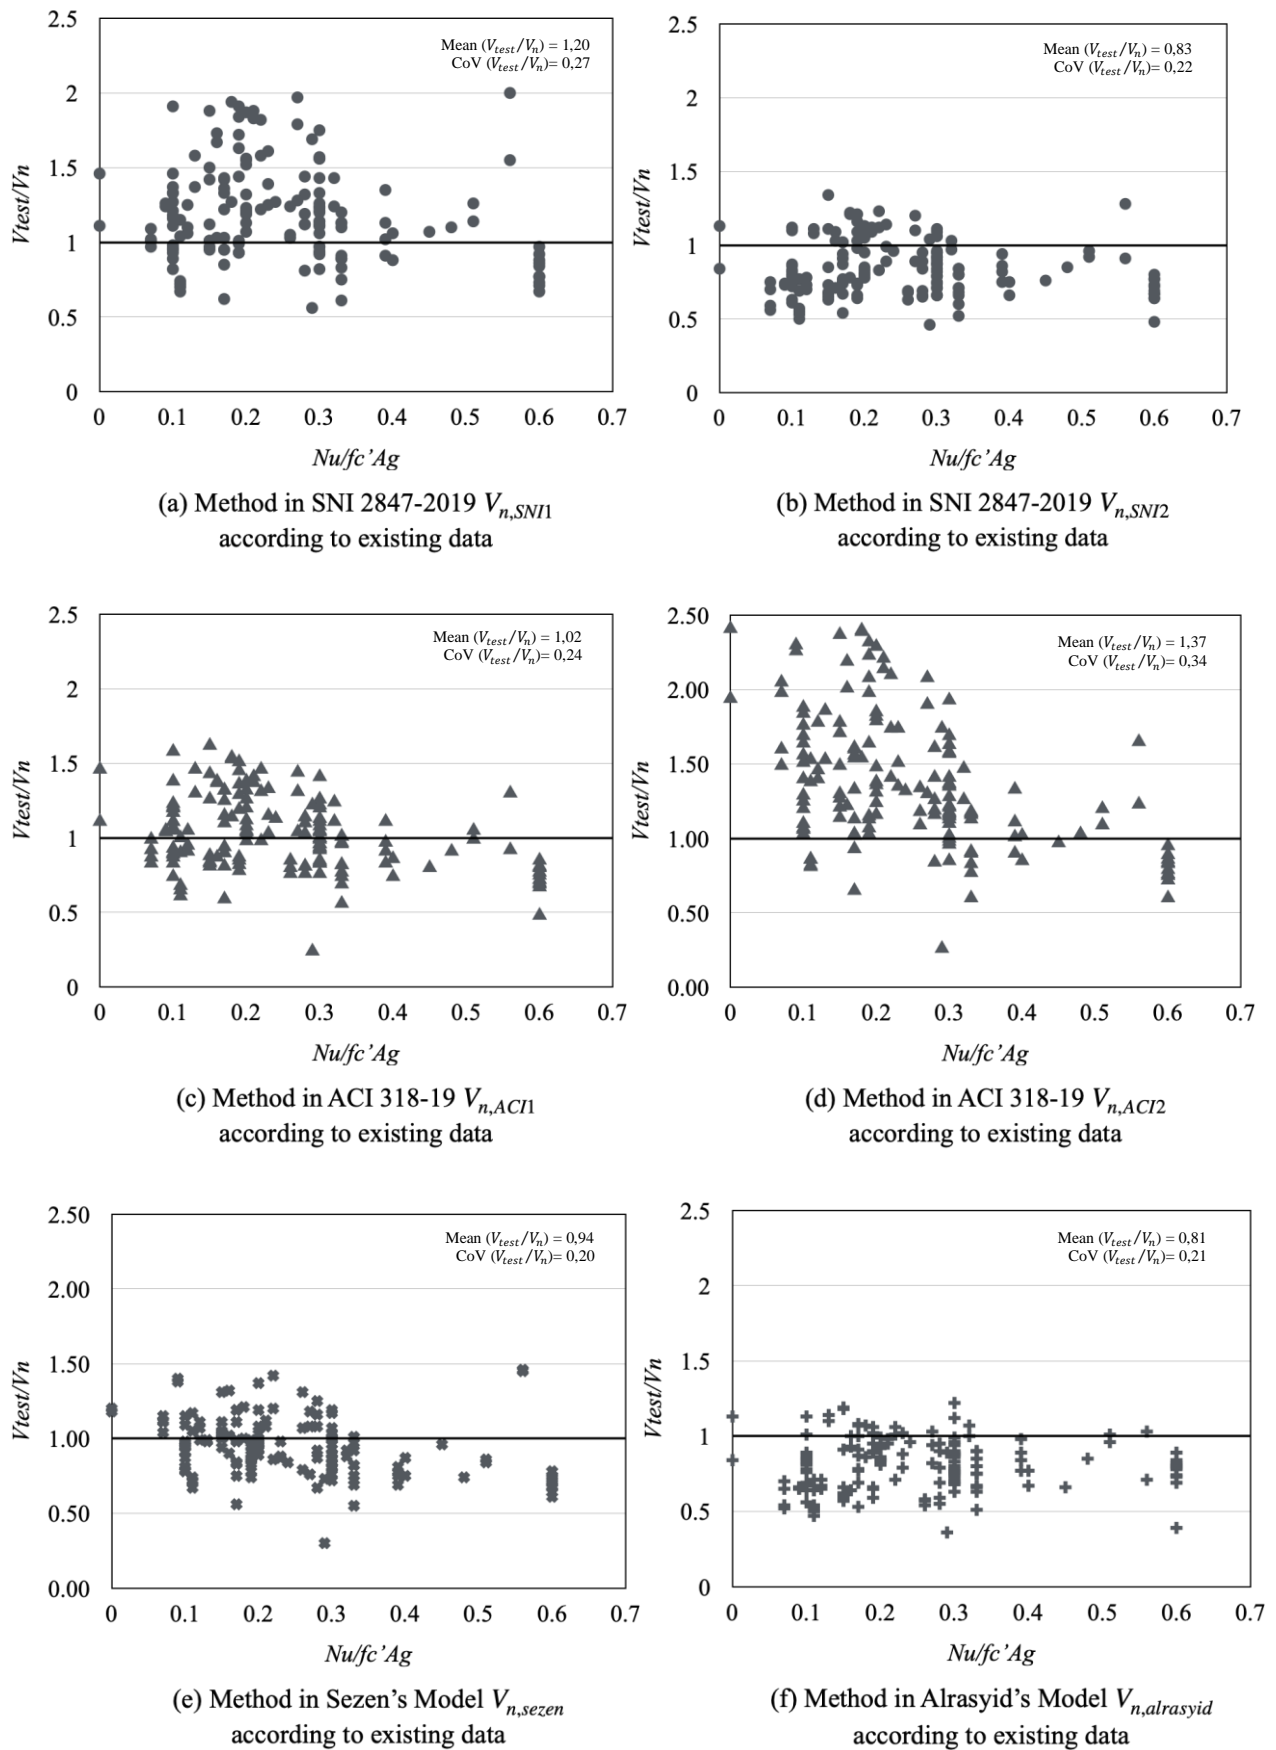 2.5
Mean (Vtest/Vn) = 1,20
CoV (Vtest/Vn)= 0,27
2
1.5
Vtest/Vn
1
0.5
0
0 0.1 0.2 0.3 0.4 0.5 0.6 0.7
Nu/fc’Ag
(a) Method in SNI 2847-2019 Vn,SNI1
according to existing data
2.5
Mean (Vtest/Vn) = 0,83
CoV (Vtest/Vn)= 0,22
2
1.5
Vtest/Vn
1
0.5
0
0 0.1 0.2 0.3 0.4 0.5 0.6 0.7
Nu/fc’Ag
(b) Method in SNI 2847-2019 Vn,SNI2
according to existing data
2.5
Mean (Vtest/Vn) = 1,02
CoV (Vtest/Vn)= 0,24
2
1.5
Vtest/Vn
1
0.5
0
0 0.1 0.2 0.3 0.4 0.5 0.6 0.7
Nu/fc’Ag
(c) Method in ACI 318-19 Vn,ACI1
according to existing data
2.50
Mean (Vtest/Vn) = 1,37
CoV (Vtest/Vn)= 0,34
2.00
1.50
Vtest/Vn
1.00
0.50
0.00
0 0.1 0.2 0.3 0.4 0.5 0.6 0.7
Nu/fc’Ag
(d) Method in ACI 318-19 Vn,ACI2
according to existing data
2.50
Mean (Vtest/Vn) = 0,94
CoV (Vtest/Vn)= 0,20
2.00
1.50
Vtest/Vn
1.00
0.50
0.00
0 0.1 0.2 0.3 0.4 0.5 0.6 0.7
Nu/fc’Ag
(e) Method in Sezen’s Model Vn,sezen
according to existing data
2.5
Mean (Vtest/Vn) = 0,81
CoV (Vtest/Vn)= 0,21
2
1.5
Vtest/Vn
1
0.5
0
0 0.1 0.2 0.3 0.4 0.5 0.6 0.7
Nu/fc’Ag
(f) Method in Alrasyid’s Model Vn,alrasyid
according to existing data